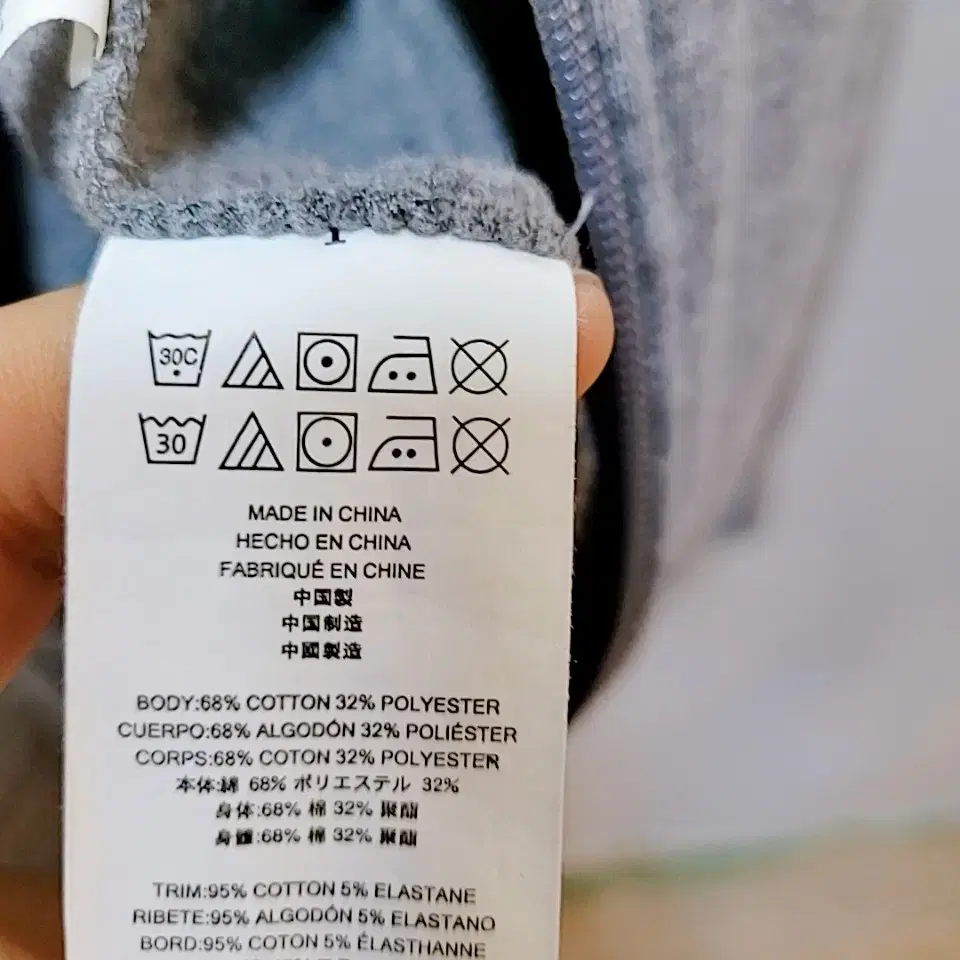 30C
30
MADE IN CHINA
HECHO EN CHINA
FABRIQUÉ EN CHINE
中国製
中国制造
中國製造
BODY:68% COTTON 32% POLYESTER
CUERPO:68% ALGODÓN 32% POLIÉSTER
CORPS:68% COTON 32% POLYESTER
本体:綿 68% ポリエステル 32%
身体:68% 棉 32% 聚酯
身體:68% 棉 32% 聚酯
TRIM:95% COTTON 5% ELASTANE
RIBETE:95% ALGODÓN 5% ELASTANO
BORD:95% COTON 5% ÉLASTHANNE